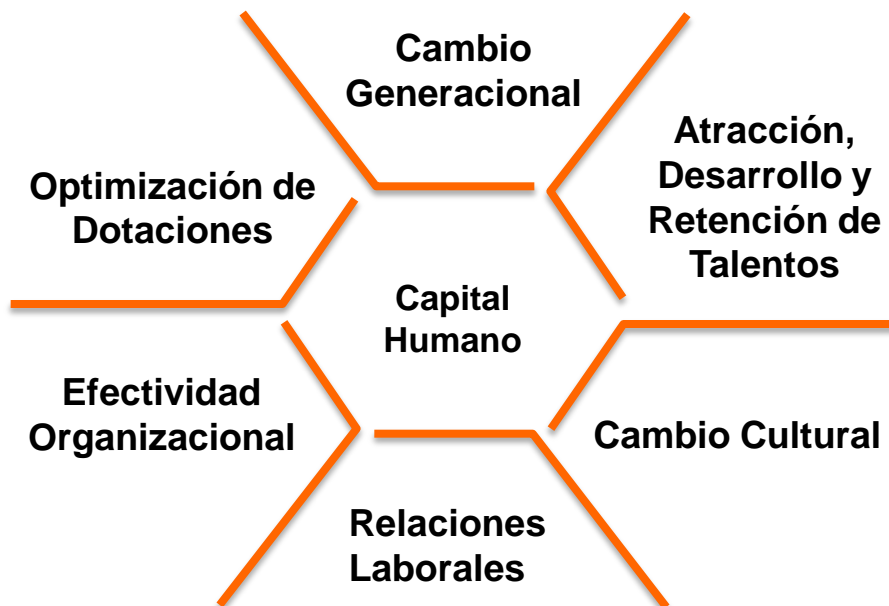 Cambio
Generacional
Atracción,
Desarrollo y
Retención de
Talentos
Optimización de
Dotaciones
Capital
Humano
Efectividad
Organizacional
Cambio Cultural
Relaciones
Laborales